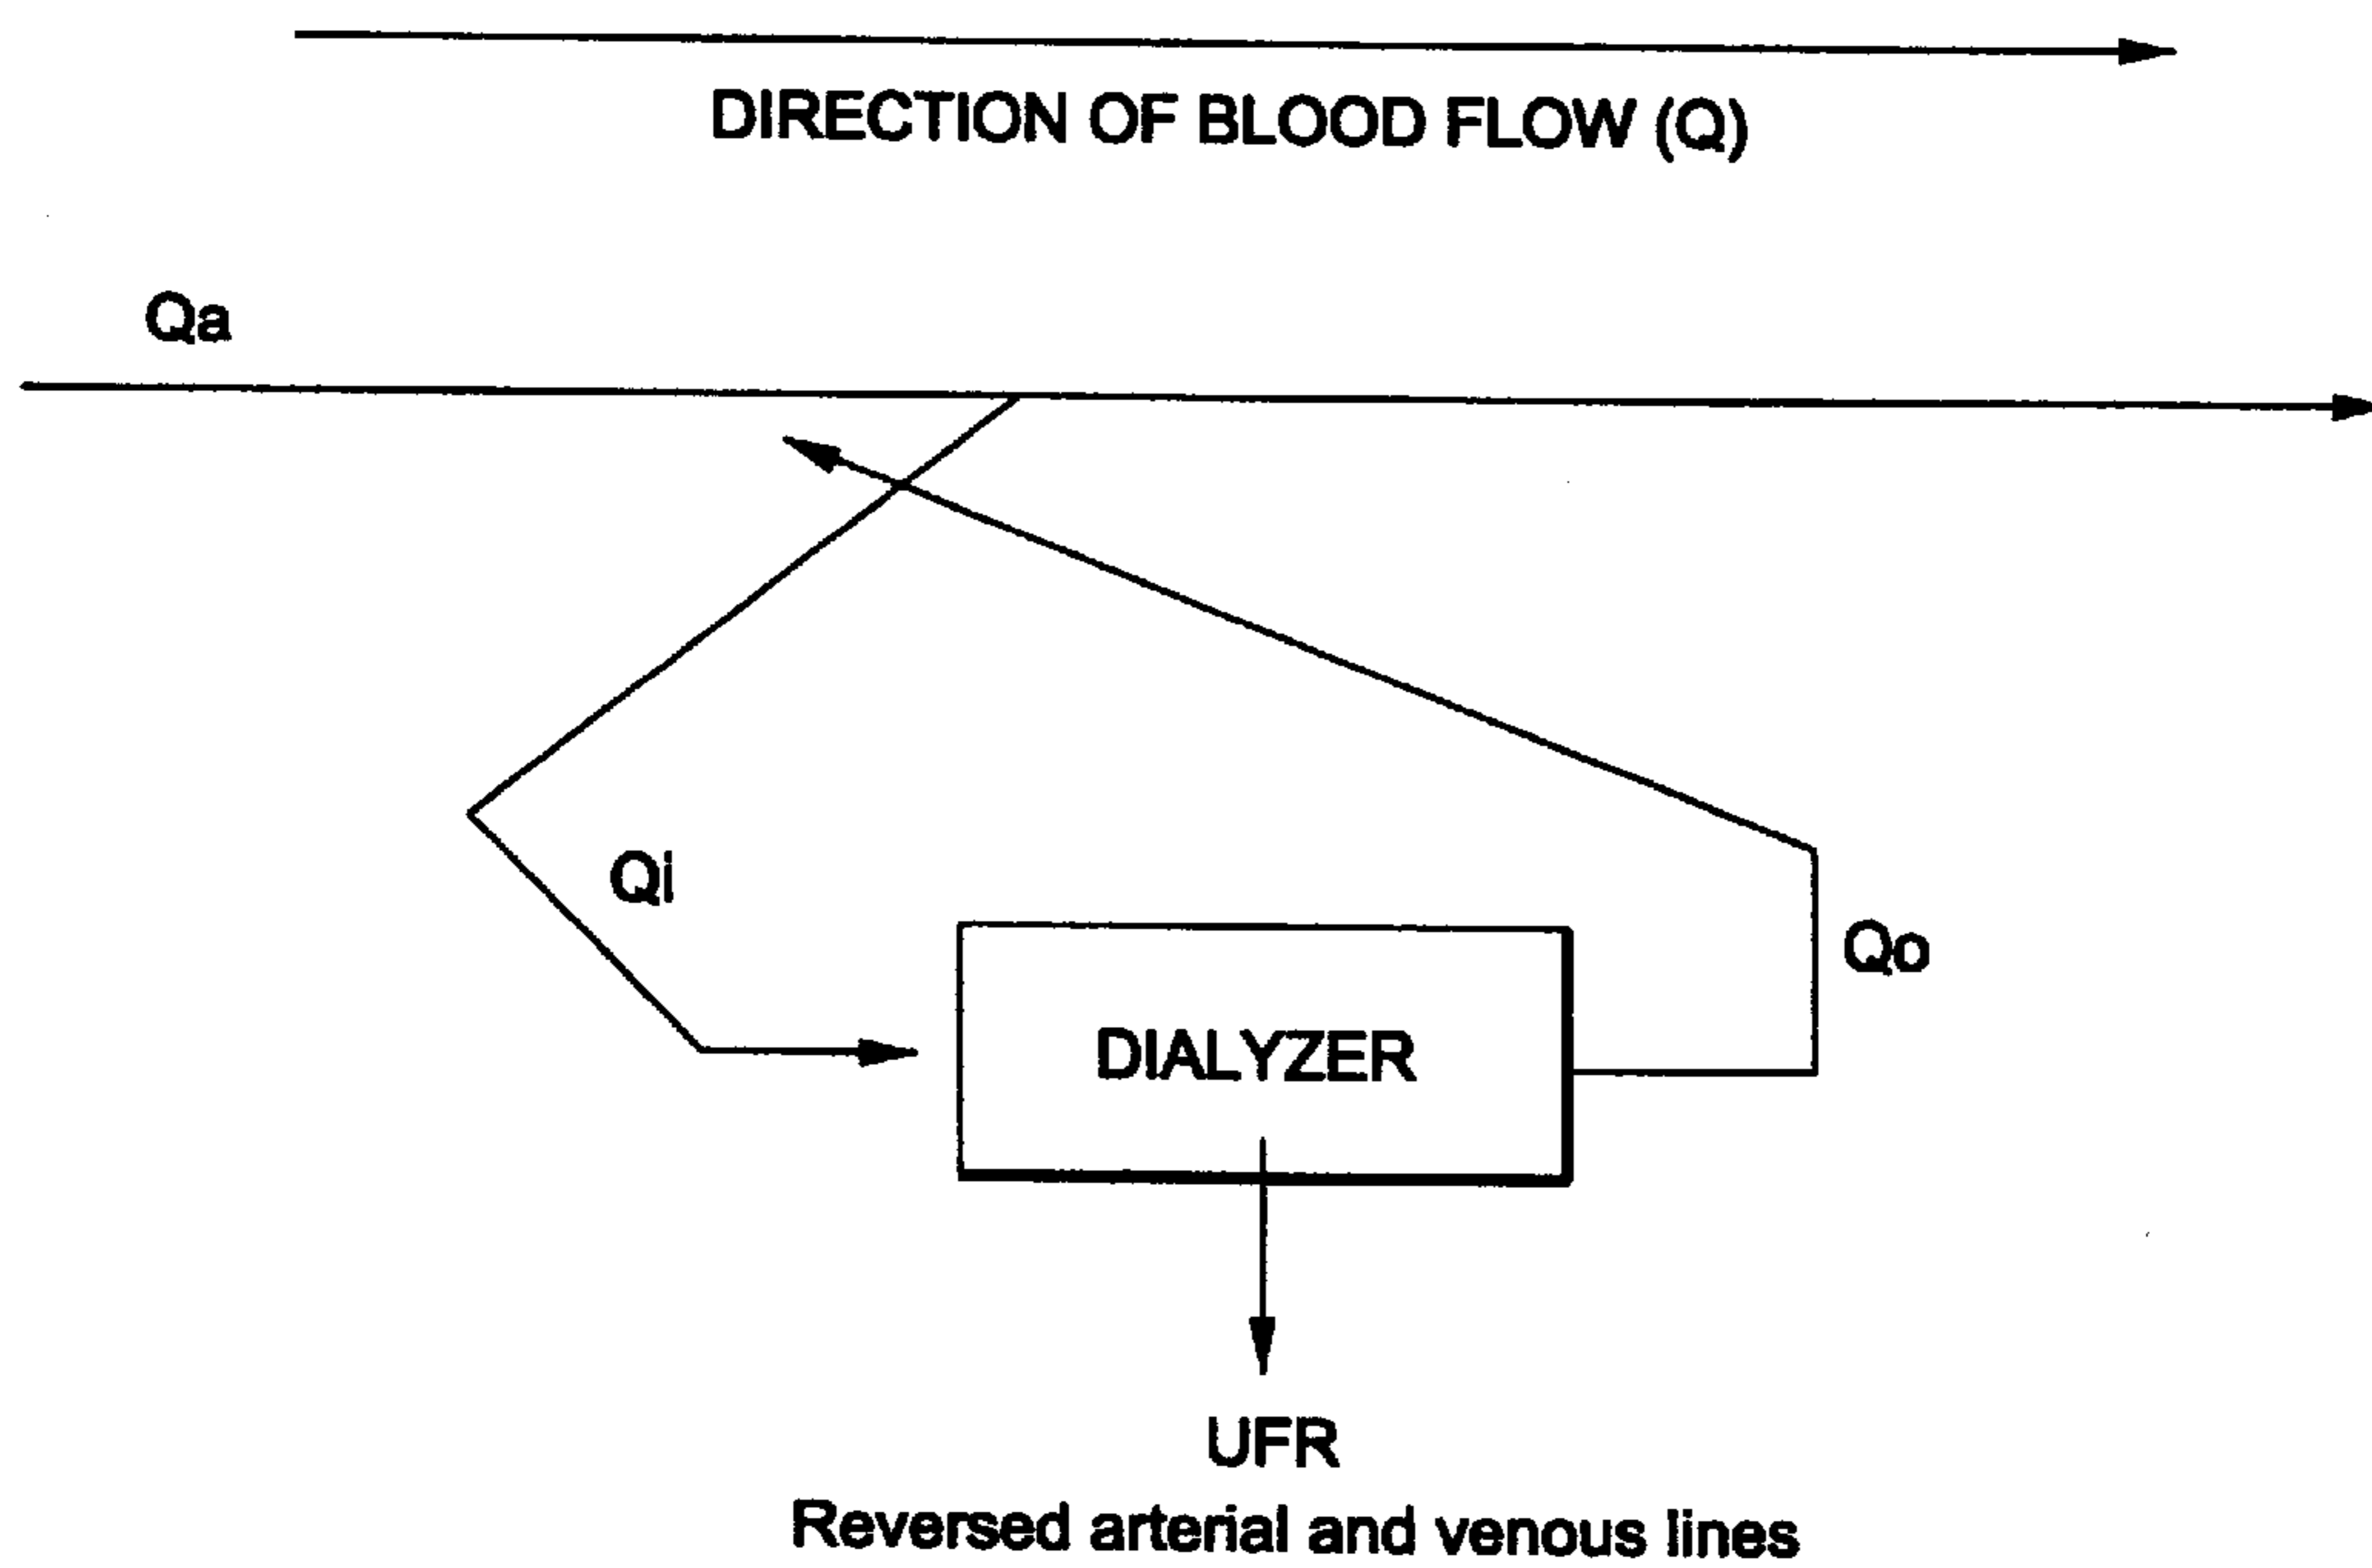 DIRECTION OF BLOOD FLOW (Q)
Qa
Qi
Qo
DIALYZER
UFR
Reversed arterial and venous lines